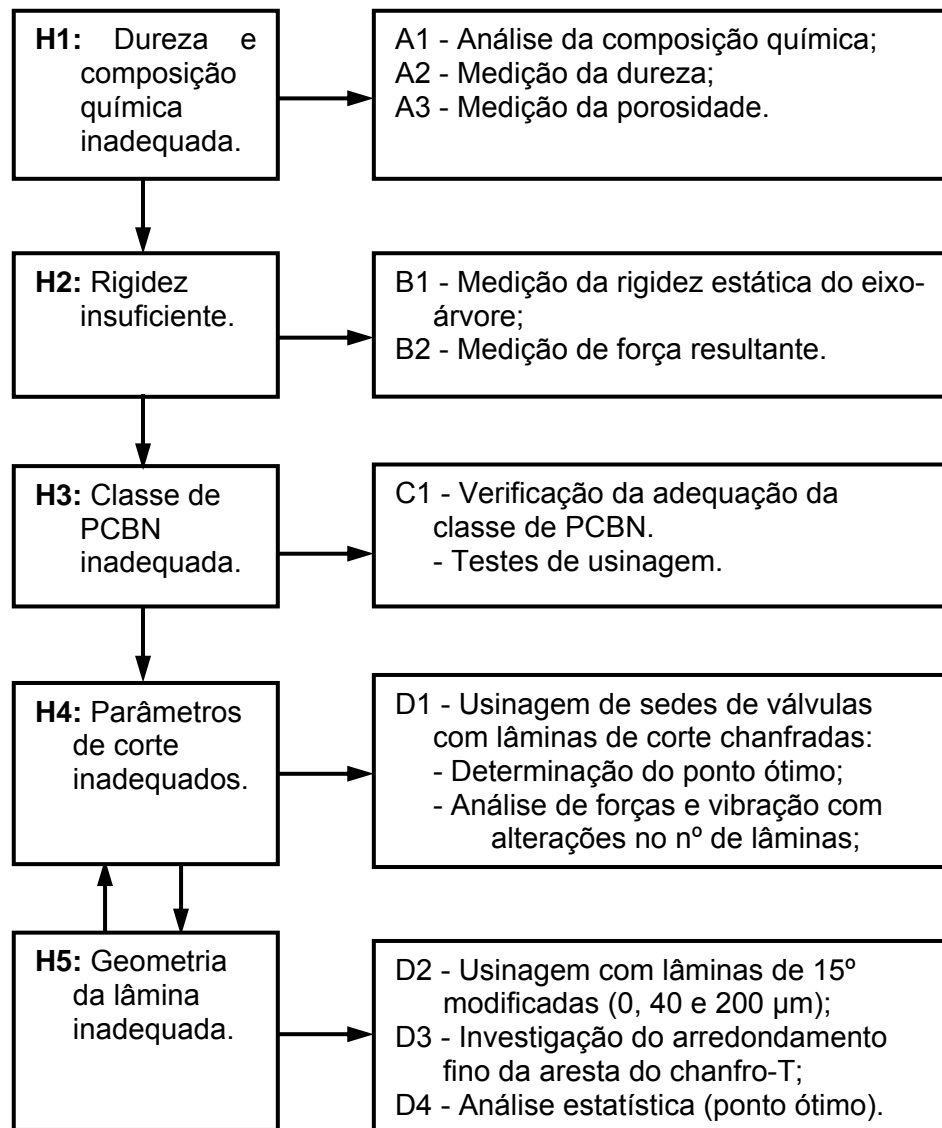 H1: Dureza e
composição
química
inadequada.
A1 - Análise da composição química;
A2 - Medição da dureza;
A3 - Medição da porosidade.
H2: Rigidez
insuficiente.
B1 - Medição da rigidez estática do eixo-
árvore;
B2 - Medição de força resultante.
H3: Classe de
PCBN
inadequada.
C1 - Verificação da adequação da
classe de PCBN.
- Testes de usinagem.
H4: Parâmetros
de corte
inadequados.
D1 - Usinagem de sedes de válvulas
com lâminas de corte chanfradas:
- Determinação do ponto ótimo;
- Análise de forças e vibração com
alterações no nº de lâminas;
H5: Geometria
da lâmina
inadequada.
D2 - Usinagem com lâminas de 15º
modificadas (0, 40 e 200 µm);
D3 - Investigação do arredondamento
fino da aresta do chanfro-T;
D4 - Análise estatística (ponto ótimo).